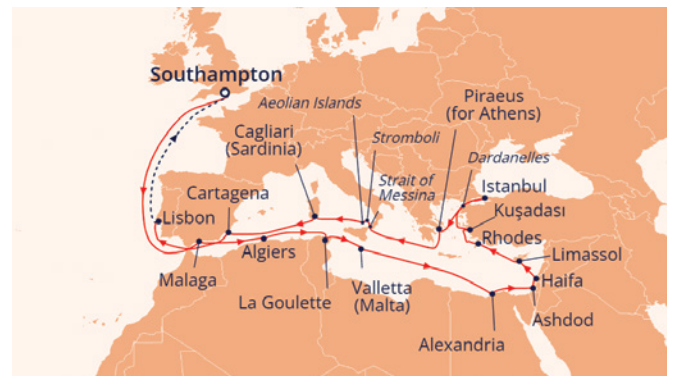 Southampton
Aeolian Islands
Piraeus
(for Athens)
Cagliari
(Sardinia)
Stromboli
Dardanelles
Strait of
Messina
Istanbul
Cartagena
Kuşadası
Lisbon
Rhodes
Algiers
Limassol
Malaga
Haifa
La Goulette
Valletta
(Malta)
Ashdod
Alexandria